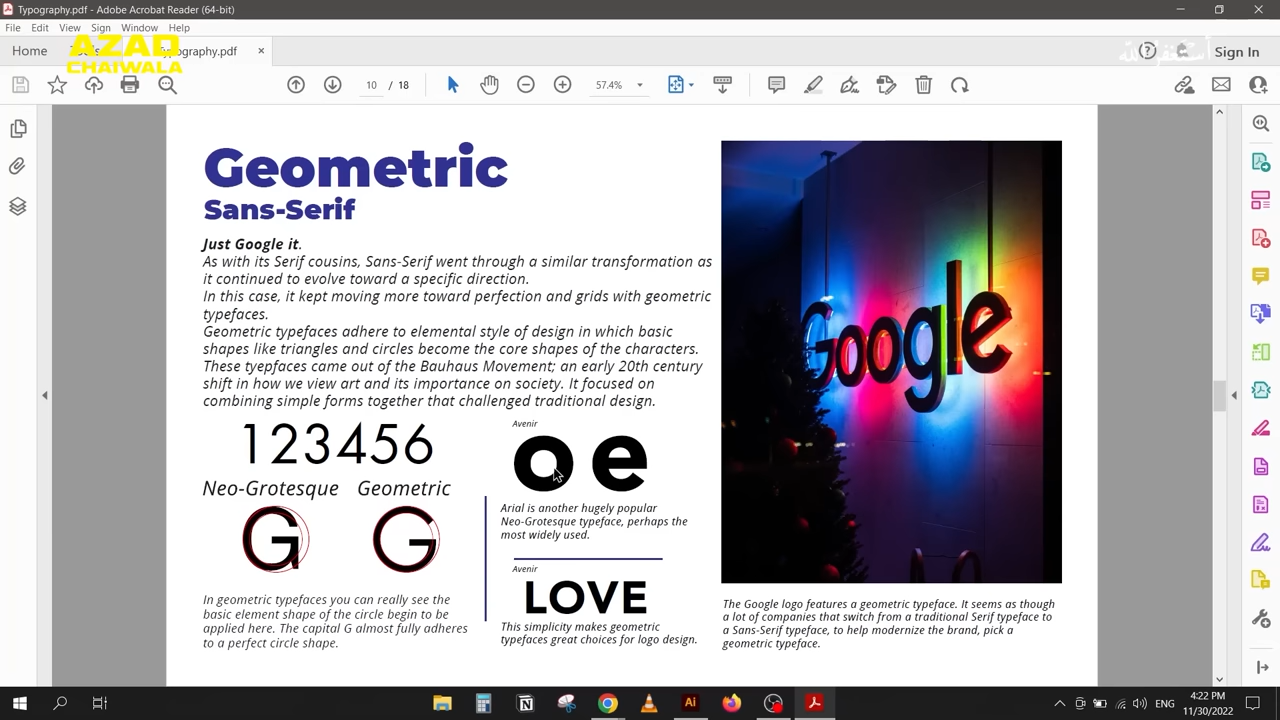 Typography.pdf - Adobe Acrobat Reader (64-bit)
File Edit View Sign Window Help
AZAD
CHAIWALA
Home Typography.pdf × Sign In
أستغفر الله
10 / 18 57.4%
Geometric
Sans-Serif
Just Google it.
As with its Serif cousins, Sans-Serif went through a similar transformation as
it continued to evolve toward a specific direction.
In this case, it kept moving more toward perfection and grids with geometric
typefaces.
Geometric typefaces adhere to elemental style of design in which basic
shapes like triangles and circles become the core shapes of the characters.
These tyepfaces came out of the Bauhaus Movement; an early 20th century
shift in how we view art and its importance on society. It focused on
combining simple forms together that challenged traditional design.
123456
Neo-Grotesque Geometric
G G
In geometric typefaces you can really see the
basic element shape of the circle begin to be
applied here. The capital G almost fully adheres
to a perfect circle shape.
Avenir
o e
Arial is another hugely popular
Neo-Grotesque typeface, perhaps the
most widely used.
Avenir
LOVE
This simplicity makes geometric
typefaces great choices for logo design.
Google
The Google logo features a geometric typeface. It seems as though
a lot of companies that switch from a traditional Serif typeface to
a Sans-Serif typeface, to help modernize the brand, pick a
geometric typeface.
Ai
ENG
4:22 PM
11/30/2022